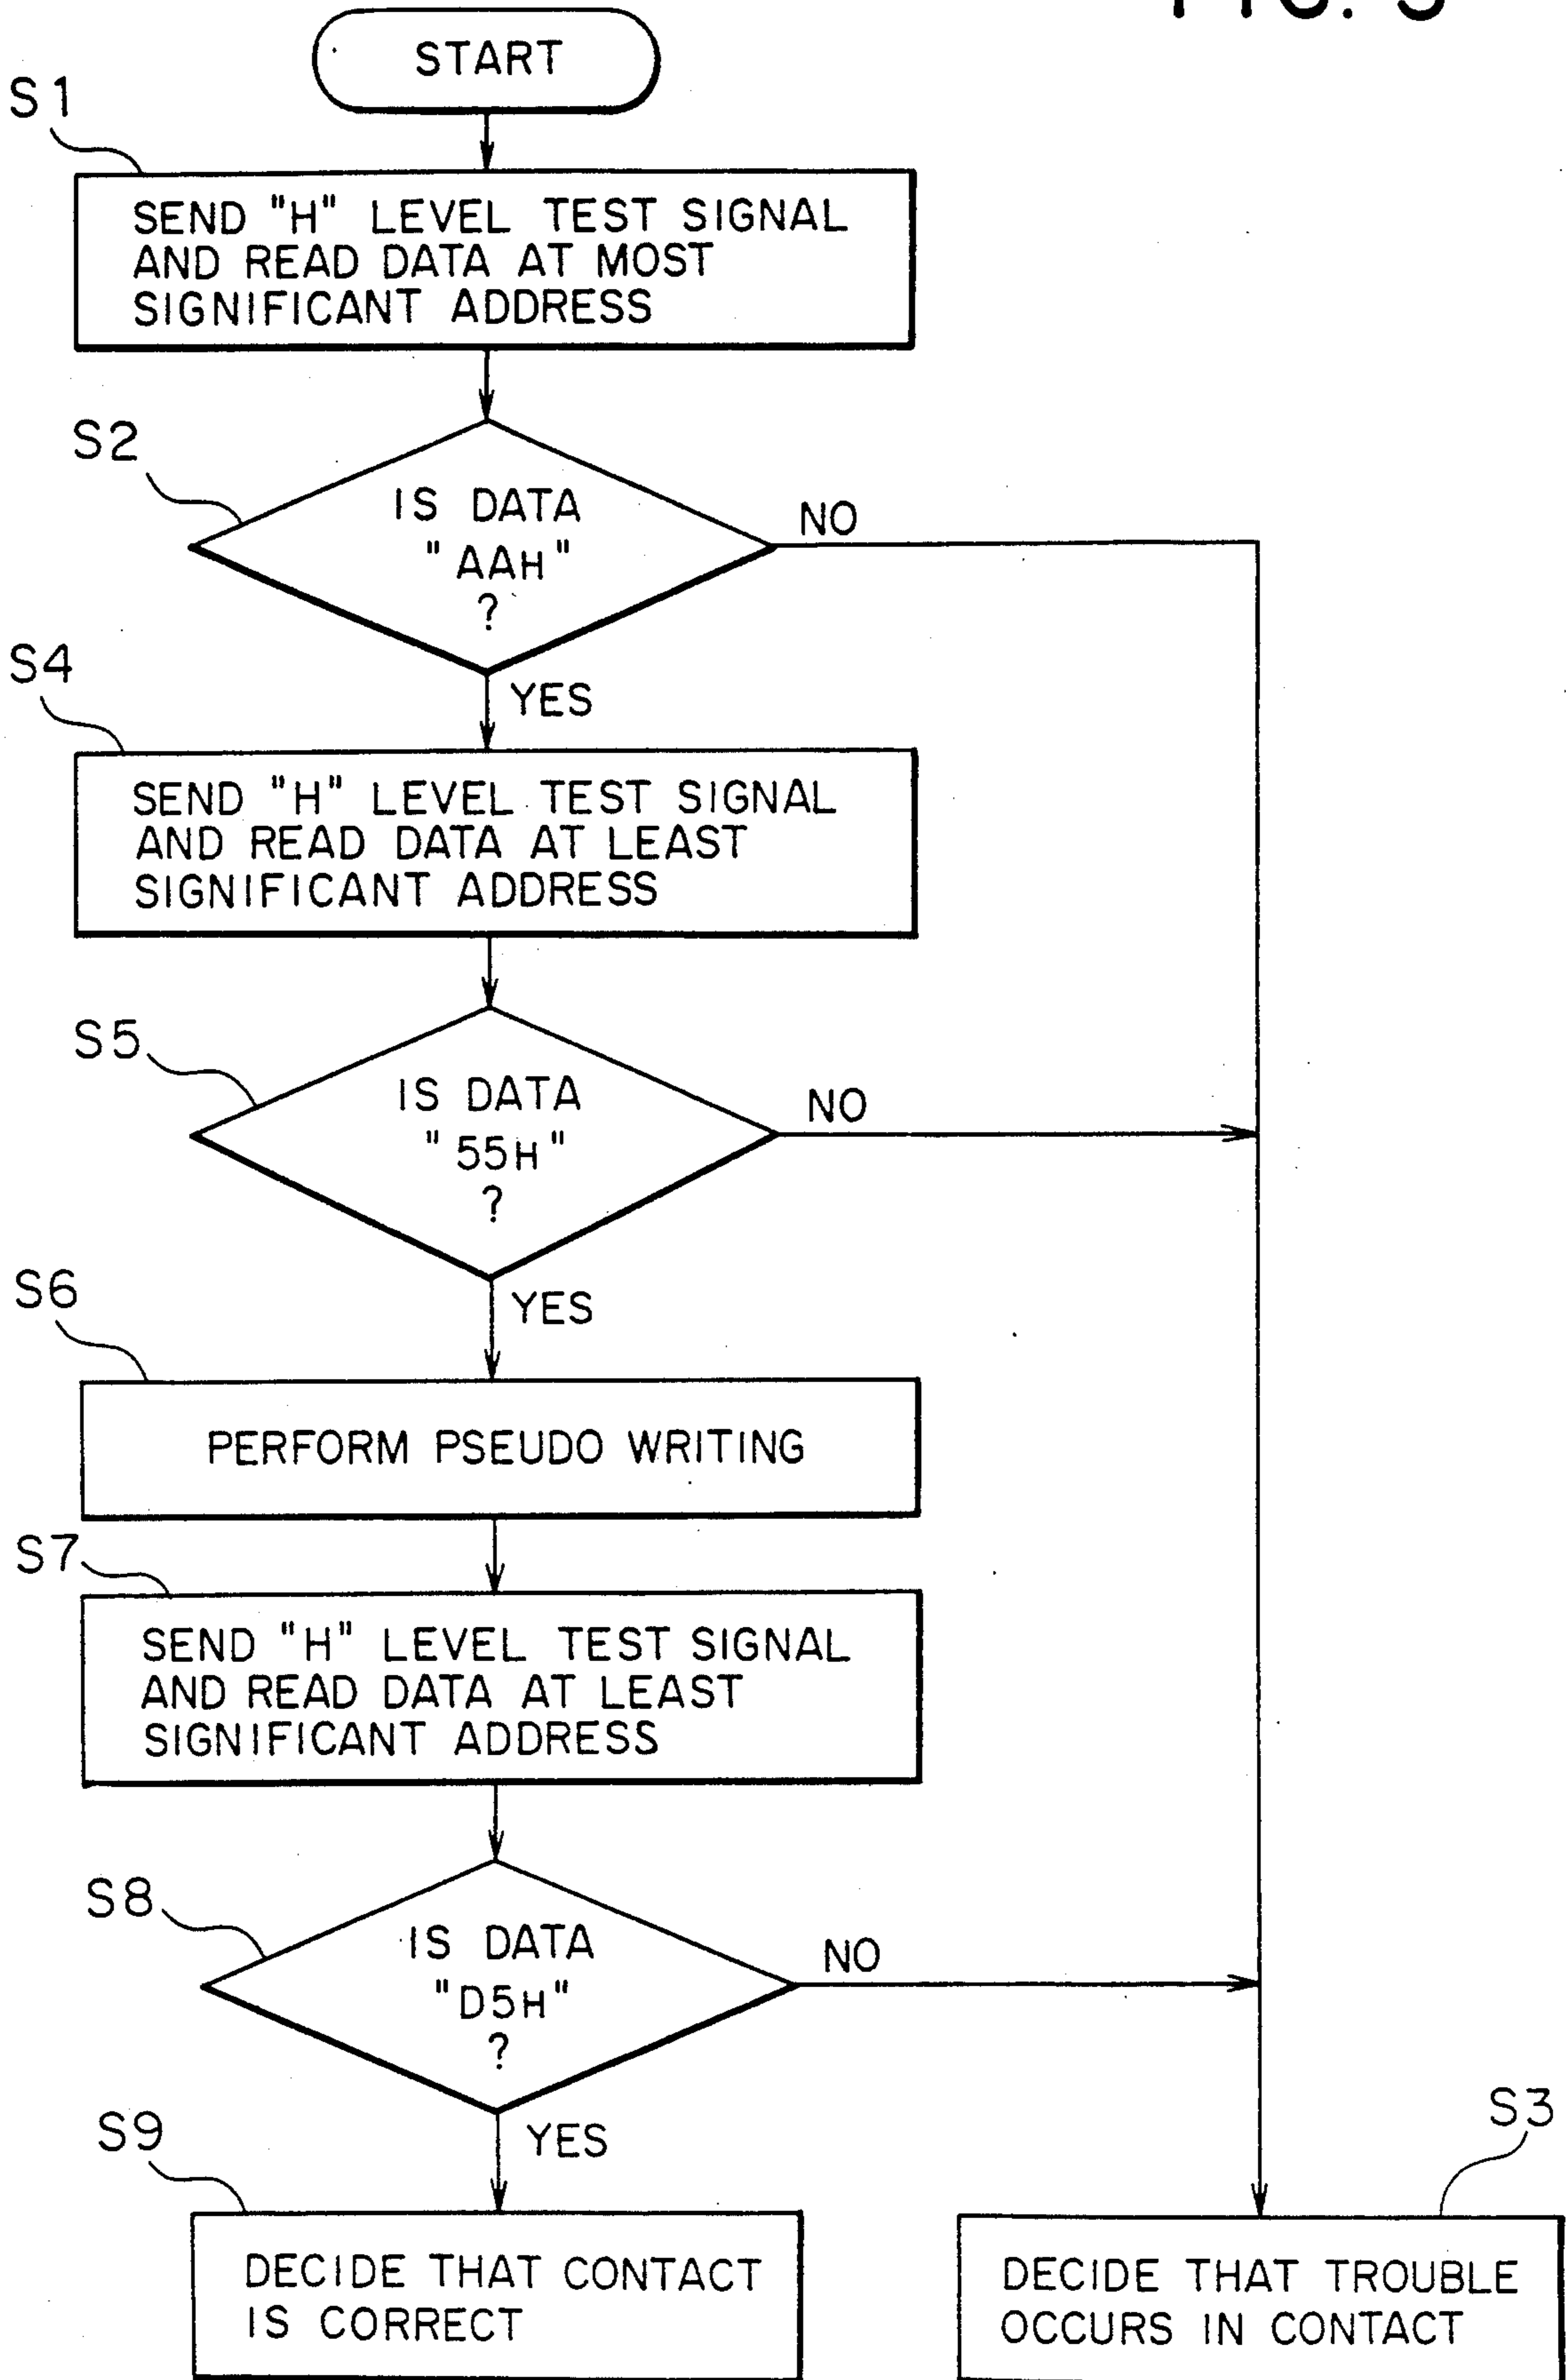 START
S1
SEND "H" LEVEL TEST SIGNAL
AND READ DATA AT MOST
SIGNIFICANT ADDRESS
S2
IS DATA
"AAH"
?
NO
YES
S4
SEND "H" LEVEL TEST SIGNAL
AND READ DATA AT LEAST
SIGNIFICANT ADDRESS
S5
IS DATA
"55H"
?
NO
YES
S6
PERFORM PSEUDO WRITING
S7
SEND "H" LEVEL TEST SIGNAL
AND READ DATA AT LEAST
SIGNIFICANT ADDRESS
S8
IS DATA
"D5H"
?
NO
YES
S9
DECIDE THAT CONTACT
IS CORRECT
S3
DECIDE THAT TROUBLE
OCCURS IN CONTACT